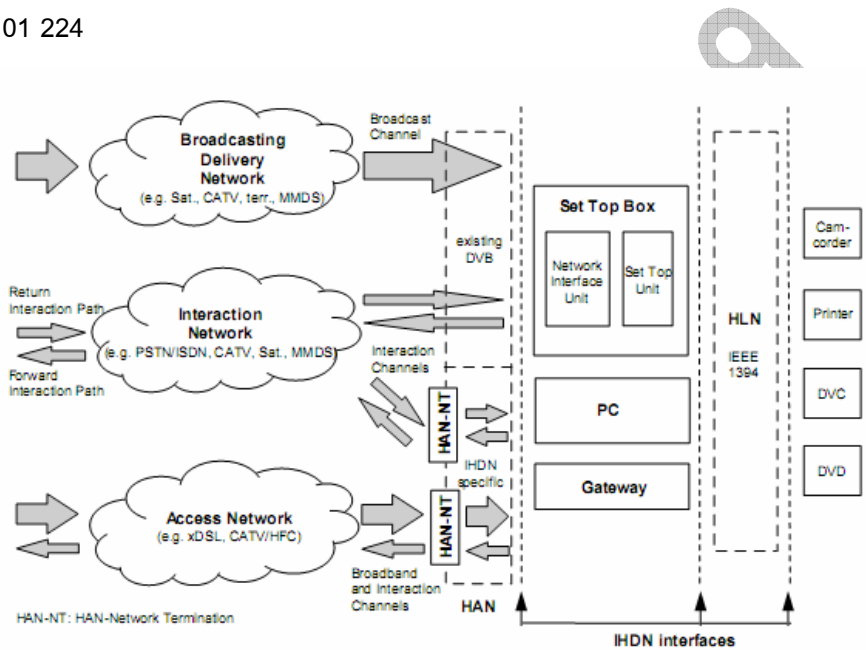 01 224
Broadcasting
Delivery
Network
(e.g. Sat., CATV, terr., MMDS)
Broadcast
Channel
existing
DVB
Set Top Box
Network
Interface
Unit
Set Top
Unit
Cam-
corder
Return
Interaction Path
Interaction
Network
(e.g. PSTN/ISDN, CATV, Sat., MMDS)
Forward
Interaction Path
Interaction
Channels
HLN
IEEE
1394
Printer
HAN-NT
PC
DVC
IHDN
specific
Gateway
DVD
Access Network
(e.g. xDSL, CATV/HFC)
HAN-NT
Broadband
and Interaction
Channels
HAN
HAN-NT: HAN-Network Termination
IHDN interfaces